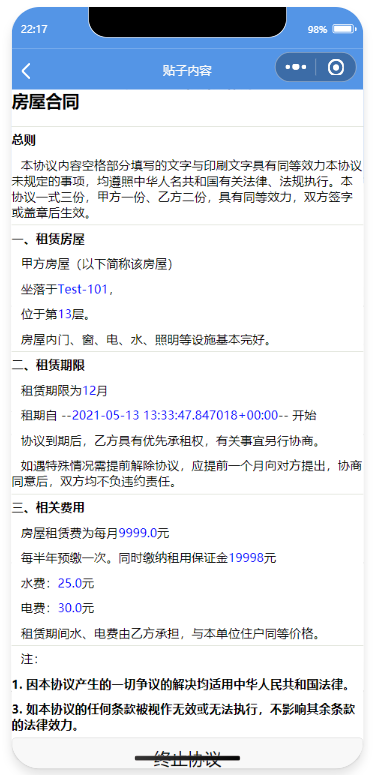 22:17
98%
贴子内容
房屋合同
总则
本协议内容空格部分填写的文字与印刷文字具有同等效力本协议
未规定的事项，均遵照中华人名共和国有关法律、法规执行。本
协议一式三份，甲方一份、乙方二份，具有同等效力，双方签字
或盖章后生效。
一、租赁房屋
甲方房屋（以下简称该房屋）
坐落于Test-101，
位于第13层。
房屋内门、窗、电、水、照明等设施基本完好。
二、租赁期限
租赁期限为12月
租期自 --2021-05-13 13:33:47.847018+00:00-- 开始
协议到期后，乙方具有优先承租权，有关事宜另行协商。
如遇特殊情况需提前解除协议，应提前一个月向对方提出，协商
同意后，双方均不负违约责任。
三、相关费用
房屋租赁费为每月9999.0元
每半年预缴一次。同时缴纳租用保证金19998元
水费：25.0元
电费：30.0元
租赁期间水、电费由乙方承担，与本单位住户同等价格。
注：
1. 因本协议产生的一切争议的解决均适用中华人民共和国法律。
3. 如本协议的任何条款被视作无效或无法执行，不影响其余条款
的法律效力。
终止协议